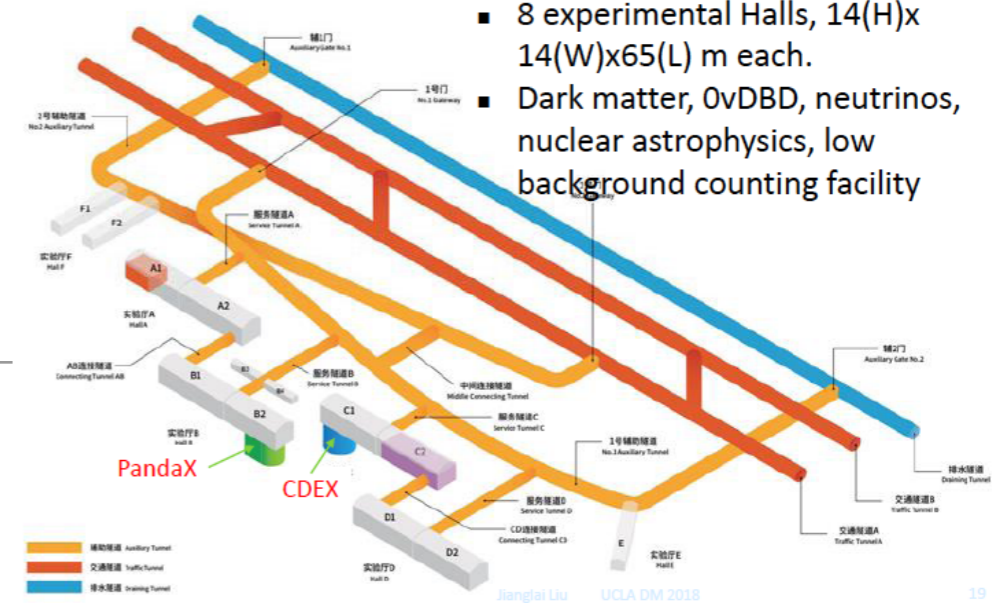 ▪ 8 experimental Halls, 14(H)x
14(W)x65(L) m each.
▪ Dark matter, 0vDBD, neutrinos,
nuclear astrophysics, low
background counting facility
辅1门
Auxiliary Gate No.1
1号门
No.1 Gateway
2号辅助隧道
No.2 Auxiliary Tunnel
F1
F2
服务隧道A
Service Tunnel A
实验厅F
Hall F
A1
A2
实验厅A
Hall A
AB连接隧道
Connecting Tunnel AB
B1
B2
B3
B4
服务隧道B
Service Tunnel B
中间连接隧道
Middle Connecting Tunnel
辅2门
Auxiliary Gate No.2
实验厅B
Hall B
C1
C2
服务隧道C
Service Tunnel C
1号辅助隧道
No.1 Auxiliary Tunnel
PandaX
CDEX
排水隧道
Draining Tunnel
服务隧道D
Service Tunnel D
交通隧道B
Traffic Tunnel B
D1
D2
CD连接隧道
Connecting Tunnel CD
E
实验厅E
Hall E
交通隧道A
Traffic Tunnel A
实验厅D
Hall D
辅助隧道 Auxiliary Tunnel
交通隧道 Traffic Tunnel
排水隧道 Draining Tunnel
Jianglai Liu UCLA DM 2018 19